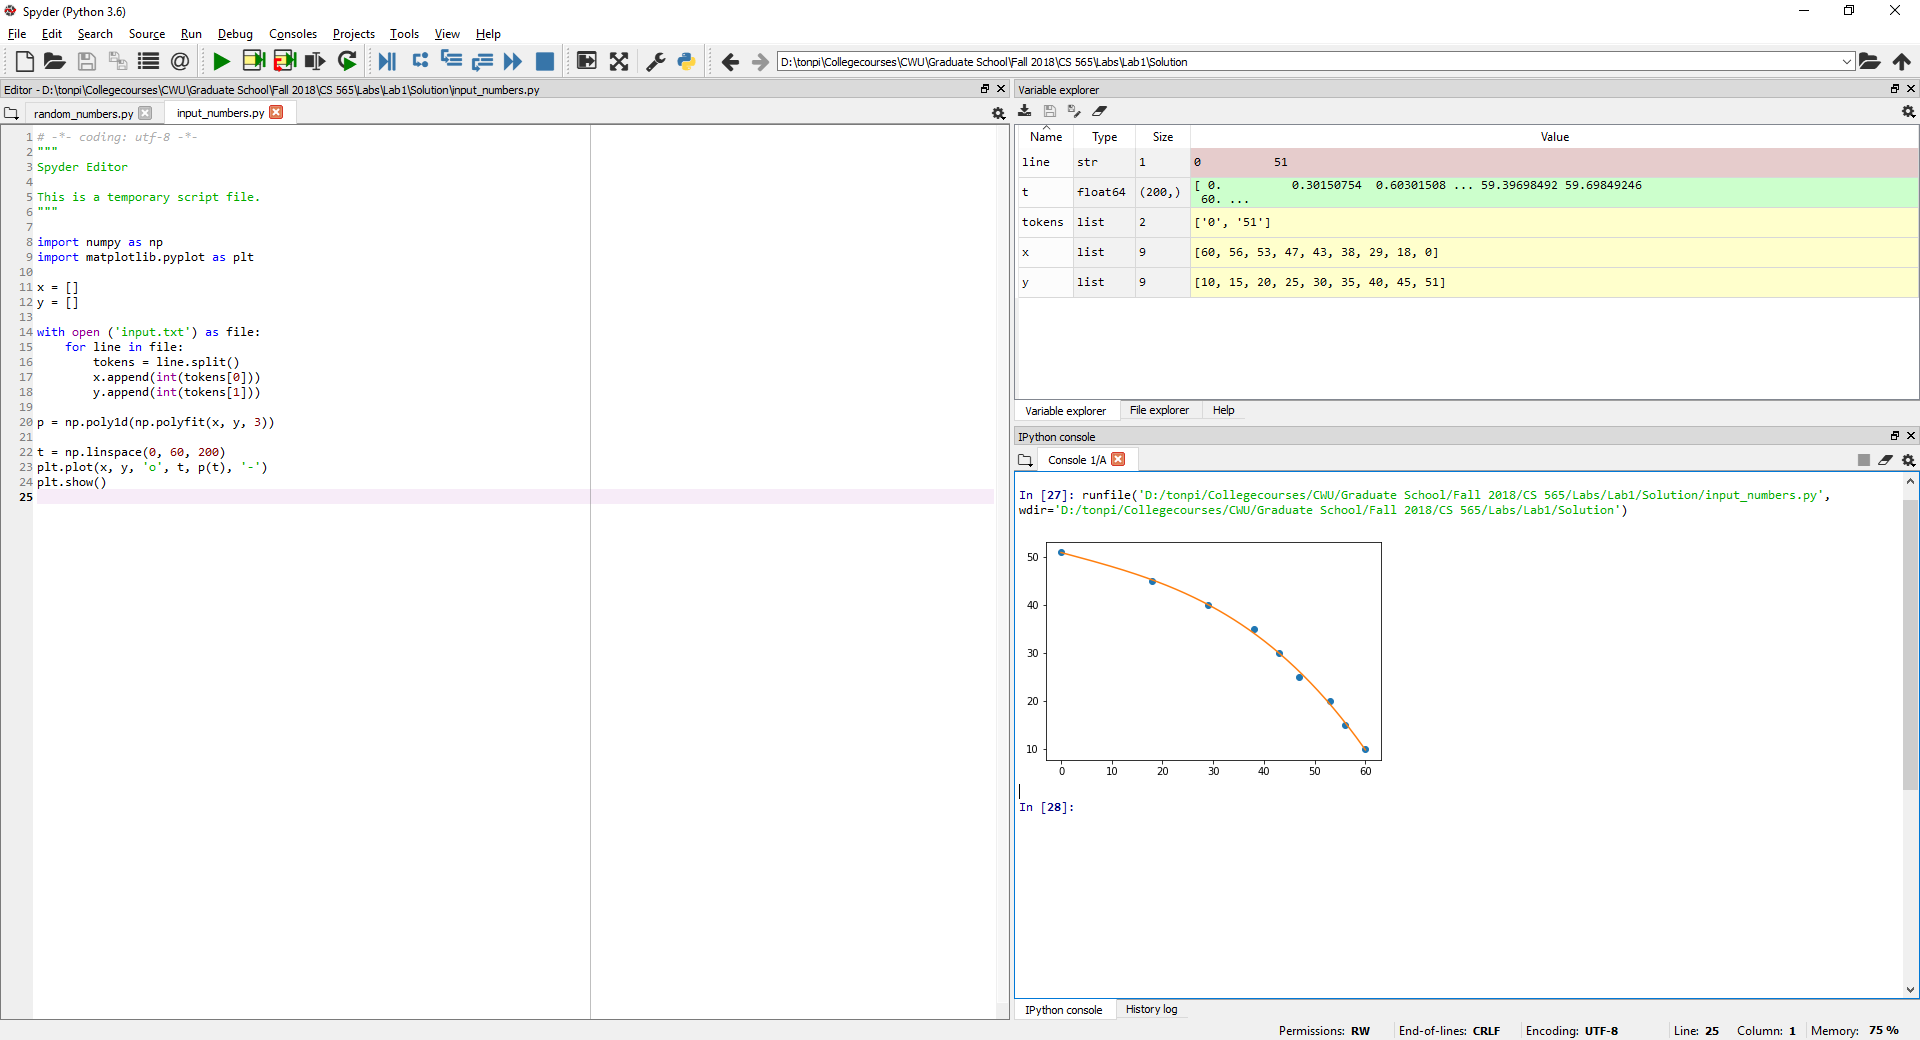 Spyder (Python 3.6)
File Edit Search Source Run Debug Consoles Projects Tools View Help
D:\tonpi\Collegecourses\CWU\Graduate School\Fall 2018\CS 565\Labs\Lab1\Solution
Editor - D:\tonpi\Collegecourses\CWU\Graduate School\Fall 2018\CS 565\Labs\Lab1\Solution\input_numbers.py
random_numbers.py input_numbers.py
1 # -*- coding: utf-8 -*-
2 """
3 Spyder Editor
4
5 This is a temporary script file.
6 """
7
8 import numpy as np
9 import matplotlib.pyplot as plt
10
11 x = []
12 y = []
13
14 with open ('input.txt') as file:
15     for line in file:
16         tokens = line.split()
17         x.append(int(tokens[0]))
18         y.append(int(tokens[1]))
19
20 p = np.poly1d(np.polyfit(x, y, 3))
21
22 t = np.linspace(0, 60, 200)
23 plt.plot(x, y, 'o', t, p(t), '-')
24 plt.show()
25
Variable explorer
Name Type Size Value
line str 1 0 51
t float64 (200,) [ 0. 0.30150754 0.60301508 ... 59.39698492 59.69849246
60. ...
tokens list 2 ['0', '51']
x list 9 [60, 56, 53, 47, 43, 38, 29, 18, 0]
y list 9 [10, 15, 20, 25, 30, 35, 40, 45, 51]
Variable explorer File explorer Help
IPython console
Console 1/A
In [27]: runfile('D:/tonpi/Collegecourses/CWU/Graduate School/Fall 2018/CS 565/Labs/Lab1/Solution/input_numbers.py',
wdir='D:/tonpi/Collegecourses/CWU/Graduate School/Fall 2018/CS 565/Labs/Lab1/Solution')
50
40
30
20
10
0 10 20 30 40 50 60
In [28]:
IPython console History log
Permissions: RW End-of-lines: CRLF Encoding: UTF-8 Line: 25 Column: 1 Memory: 75 %